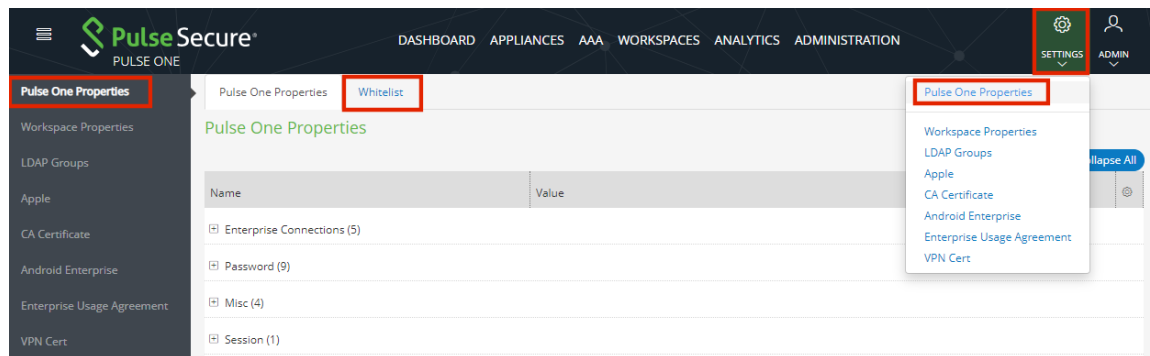 PulseSecure®
PULSE ONE
DASHBOARD APPLIANCES AAA WORKSPACES ANALYTICS ADMINISTRATION
SETTINGS
ADMIN
Pulse One Properties
Workspace Properties
LDAP Groups
Apple
CA Certificate
Android Enterprise
Enterprise Usage Agreement
VPN Cert
Pulse One Properties Whitelist
Pulse One Properties
Name Value
Enterprise Connections (5)
Password (9)
Misc (4)
Session (1)
Pulse One Properties
Workspace Properties
LDAP Groups
Apple
CA Certificate
Android Enterprise
Enterprise Usage Agreement
VPN Cert
llapse All